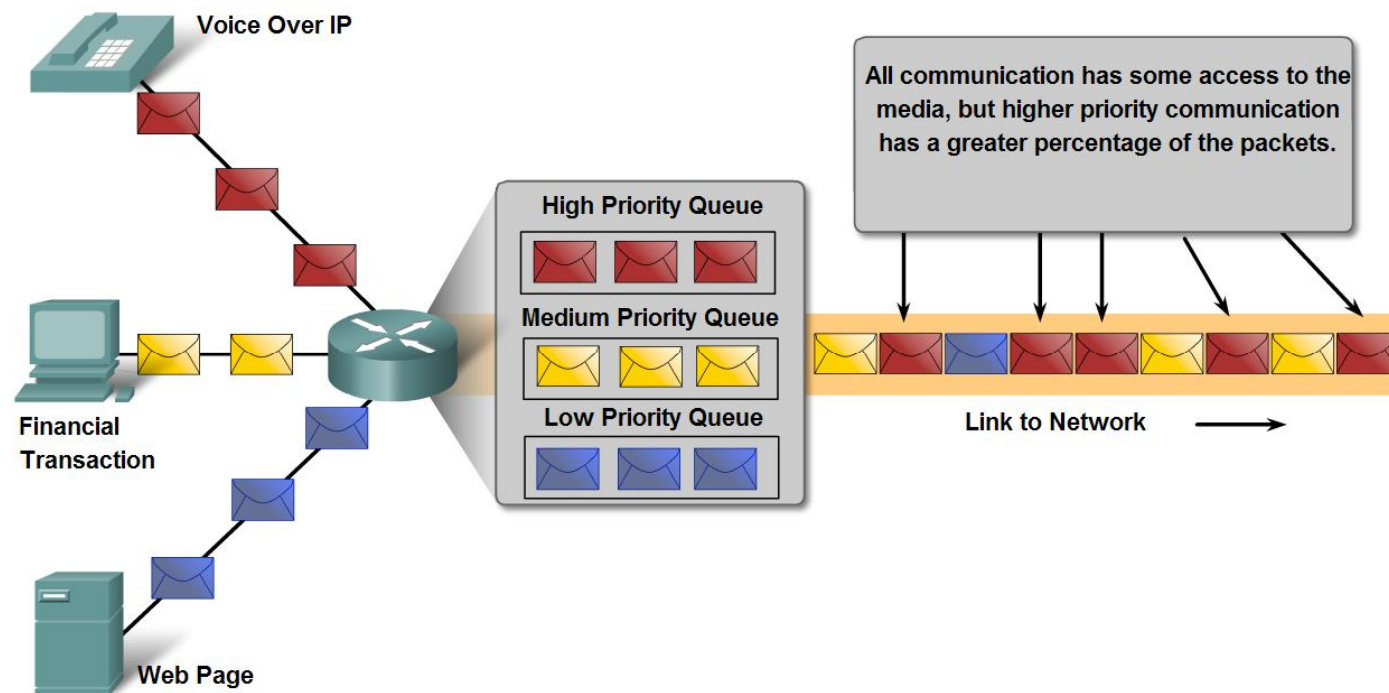 Voice Over IP
All communication has some access to the
media, but higher priority communication
has a greater percentage of the packets.
High Priority Queue
Medium Priority Queue
Low Priority Queue
Financial
Transaction
Link to Network
Web Page